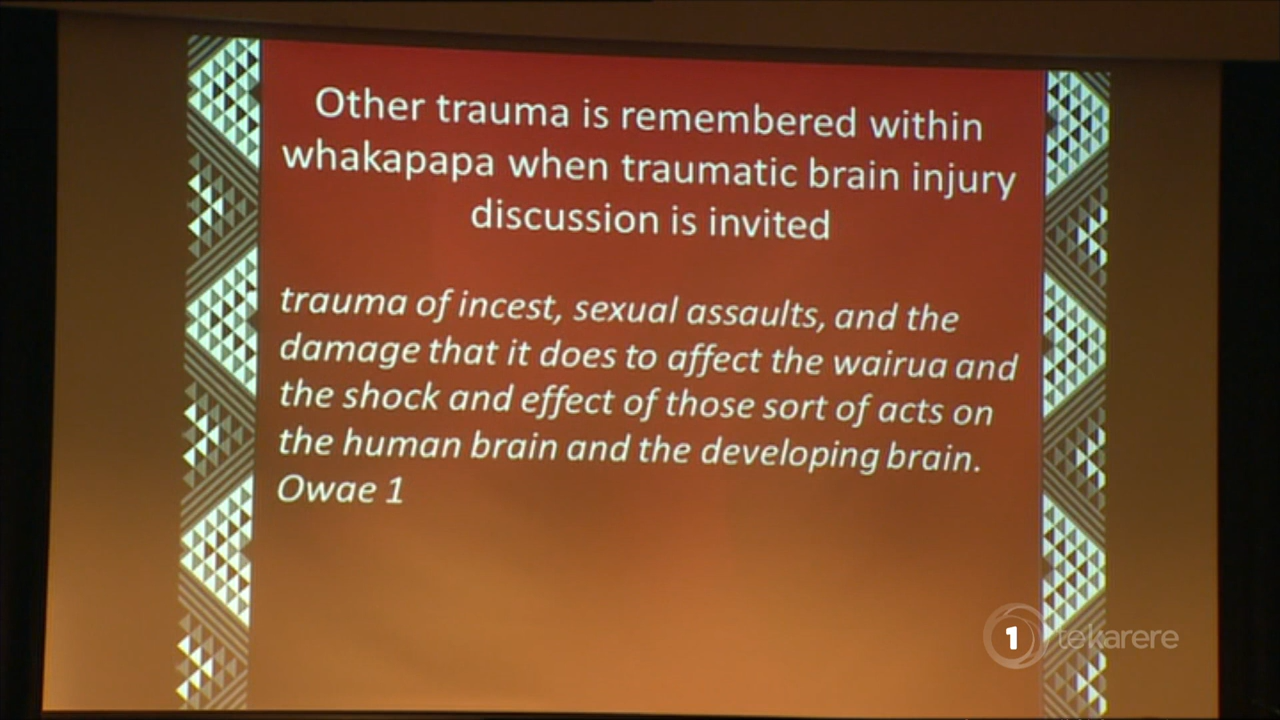 Other trauma is remembered within
whakapapa when traumatic brain injury
discussion is invited
trauma of incest, sexual assaults, and the
damage that it does to affect the wairua and
the shock and effect of those sort of acts on
the human brain and the developing brain.
Owae 1
1 tekarere